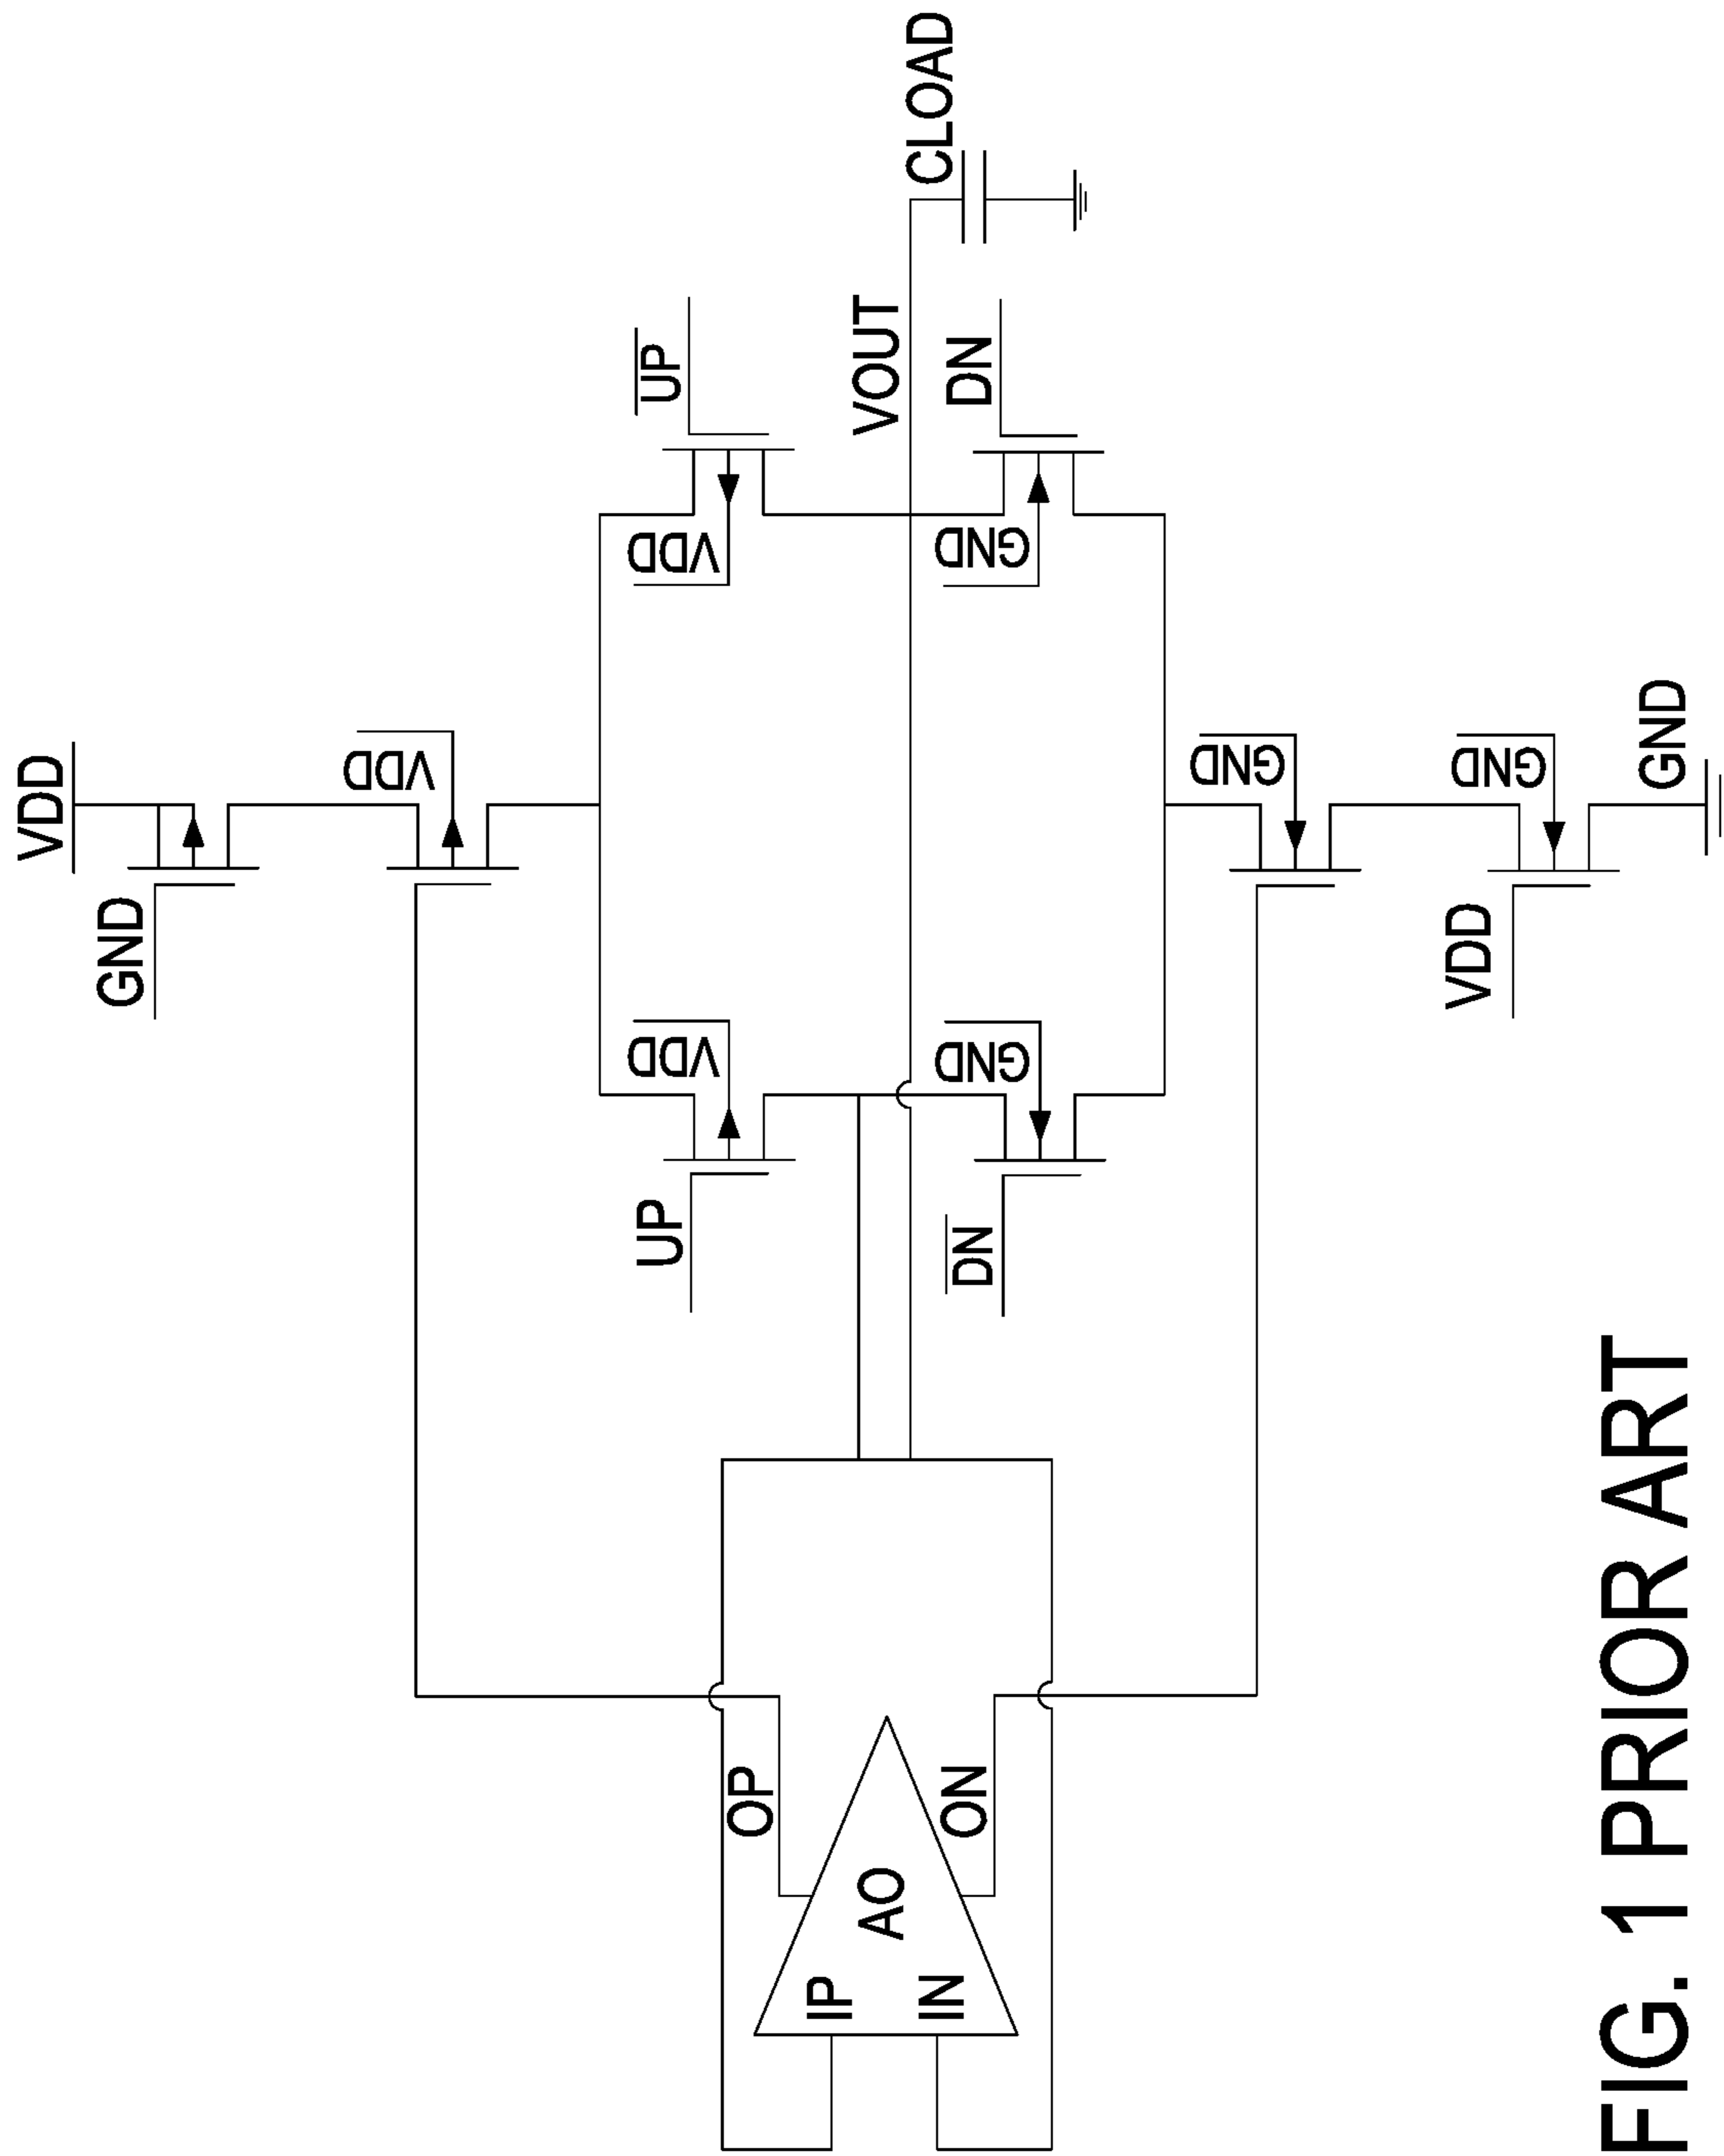 VDD
GND
VDD
UP
VDD
VDD
UP
VOUT
CLOAD
DN
GND
GND
DN
GND
VDD
GND
GND
OP
IP
AO
IN
ON
FIG. 1 PRIOR ART